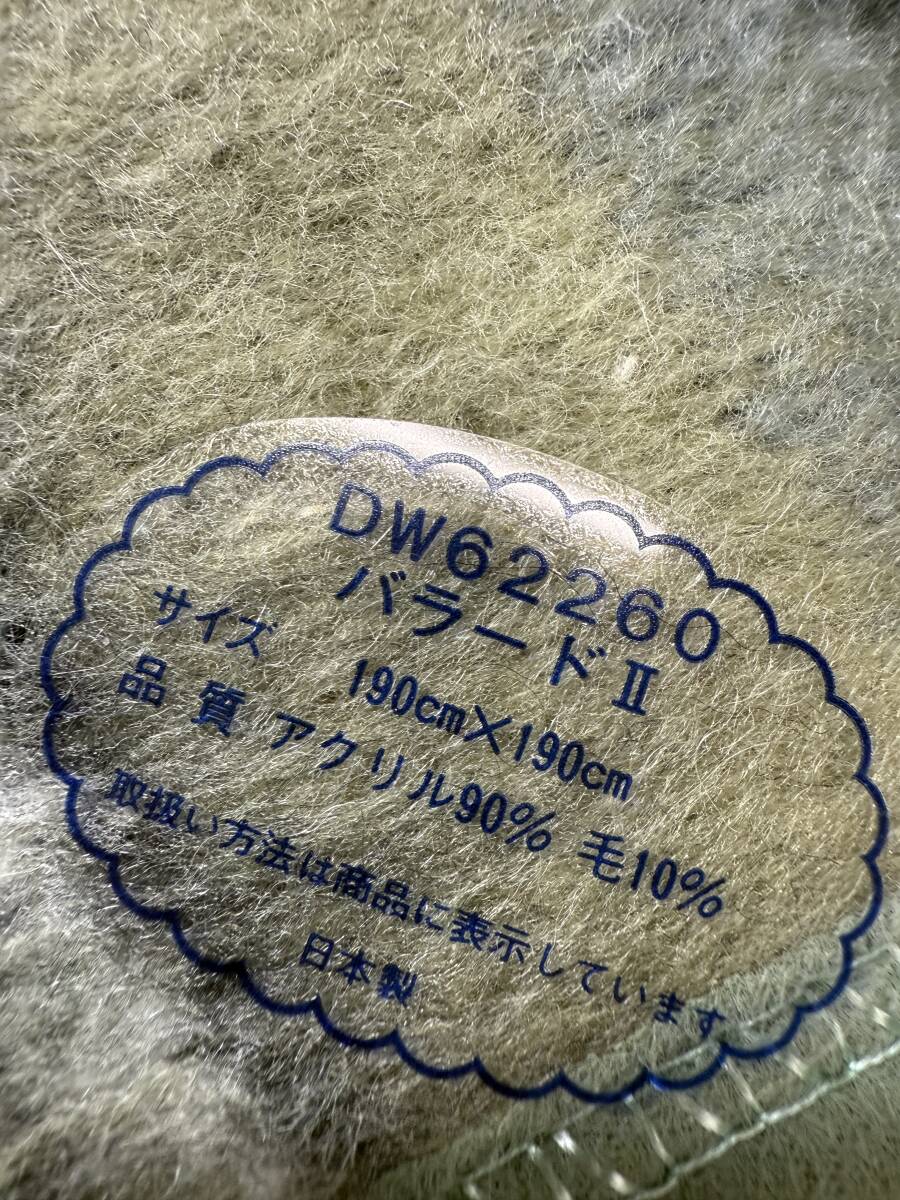 DW62260
バラードⅡ
サイズ 190cm×190cm
品質 アクリル90% 毛10%
取扱い方法は商品に表示しています
日本製